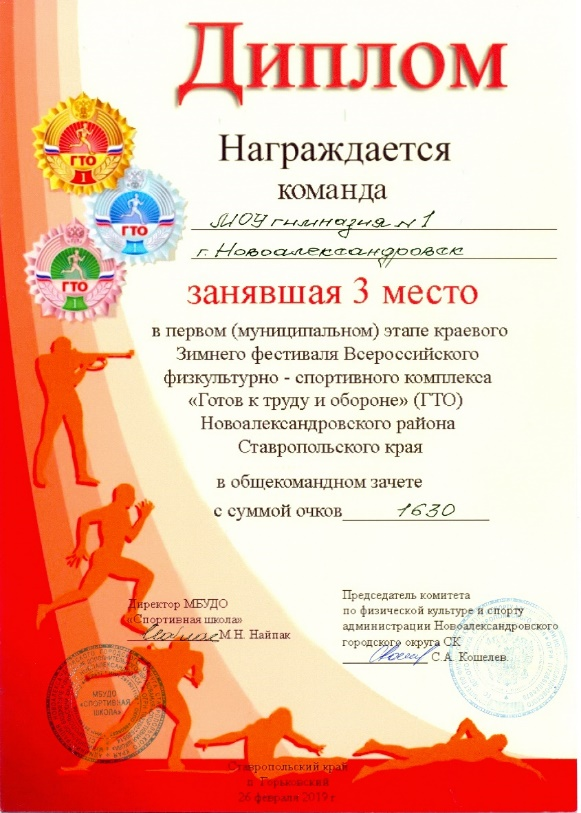 Диплом
Награждается
команда
МОУ гимназия №1
г. Новоалександровск
занявшая 3 место
в первом (муниципальном) этапе краевого
Зимнего фестиваля Всероссийского
физкультурно - спортивного комплекса
«Готов к труду и обороне» (ГТО)
Новоалександровского района
Ставропольского края
в общекомандном зачете
с суммой очков 1630
ГТО
1
ГТО
1
ГТО
1
Директор МБУДО
«Спортивная школа»
М.Н. Найпак
Председатель комитета
по физической культуре и спорту
администрации Новоалександровского
городского округа СК
С.А. Кошелев
МБУДО
«СПОРТИВНАЯ
ШКОЛА»
Ставропольский край
п. Горьковский
26 февраля 2019 г.